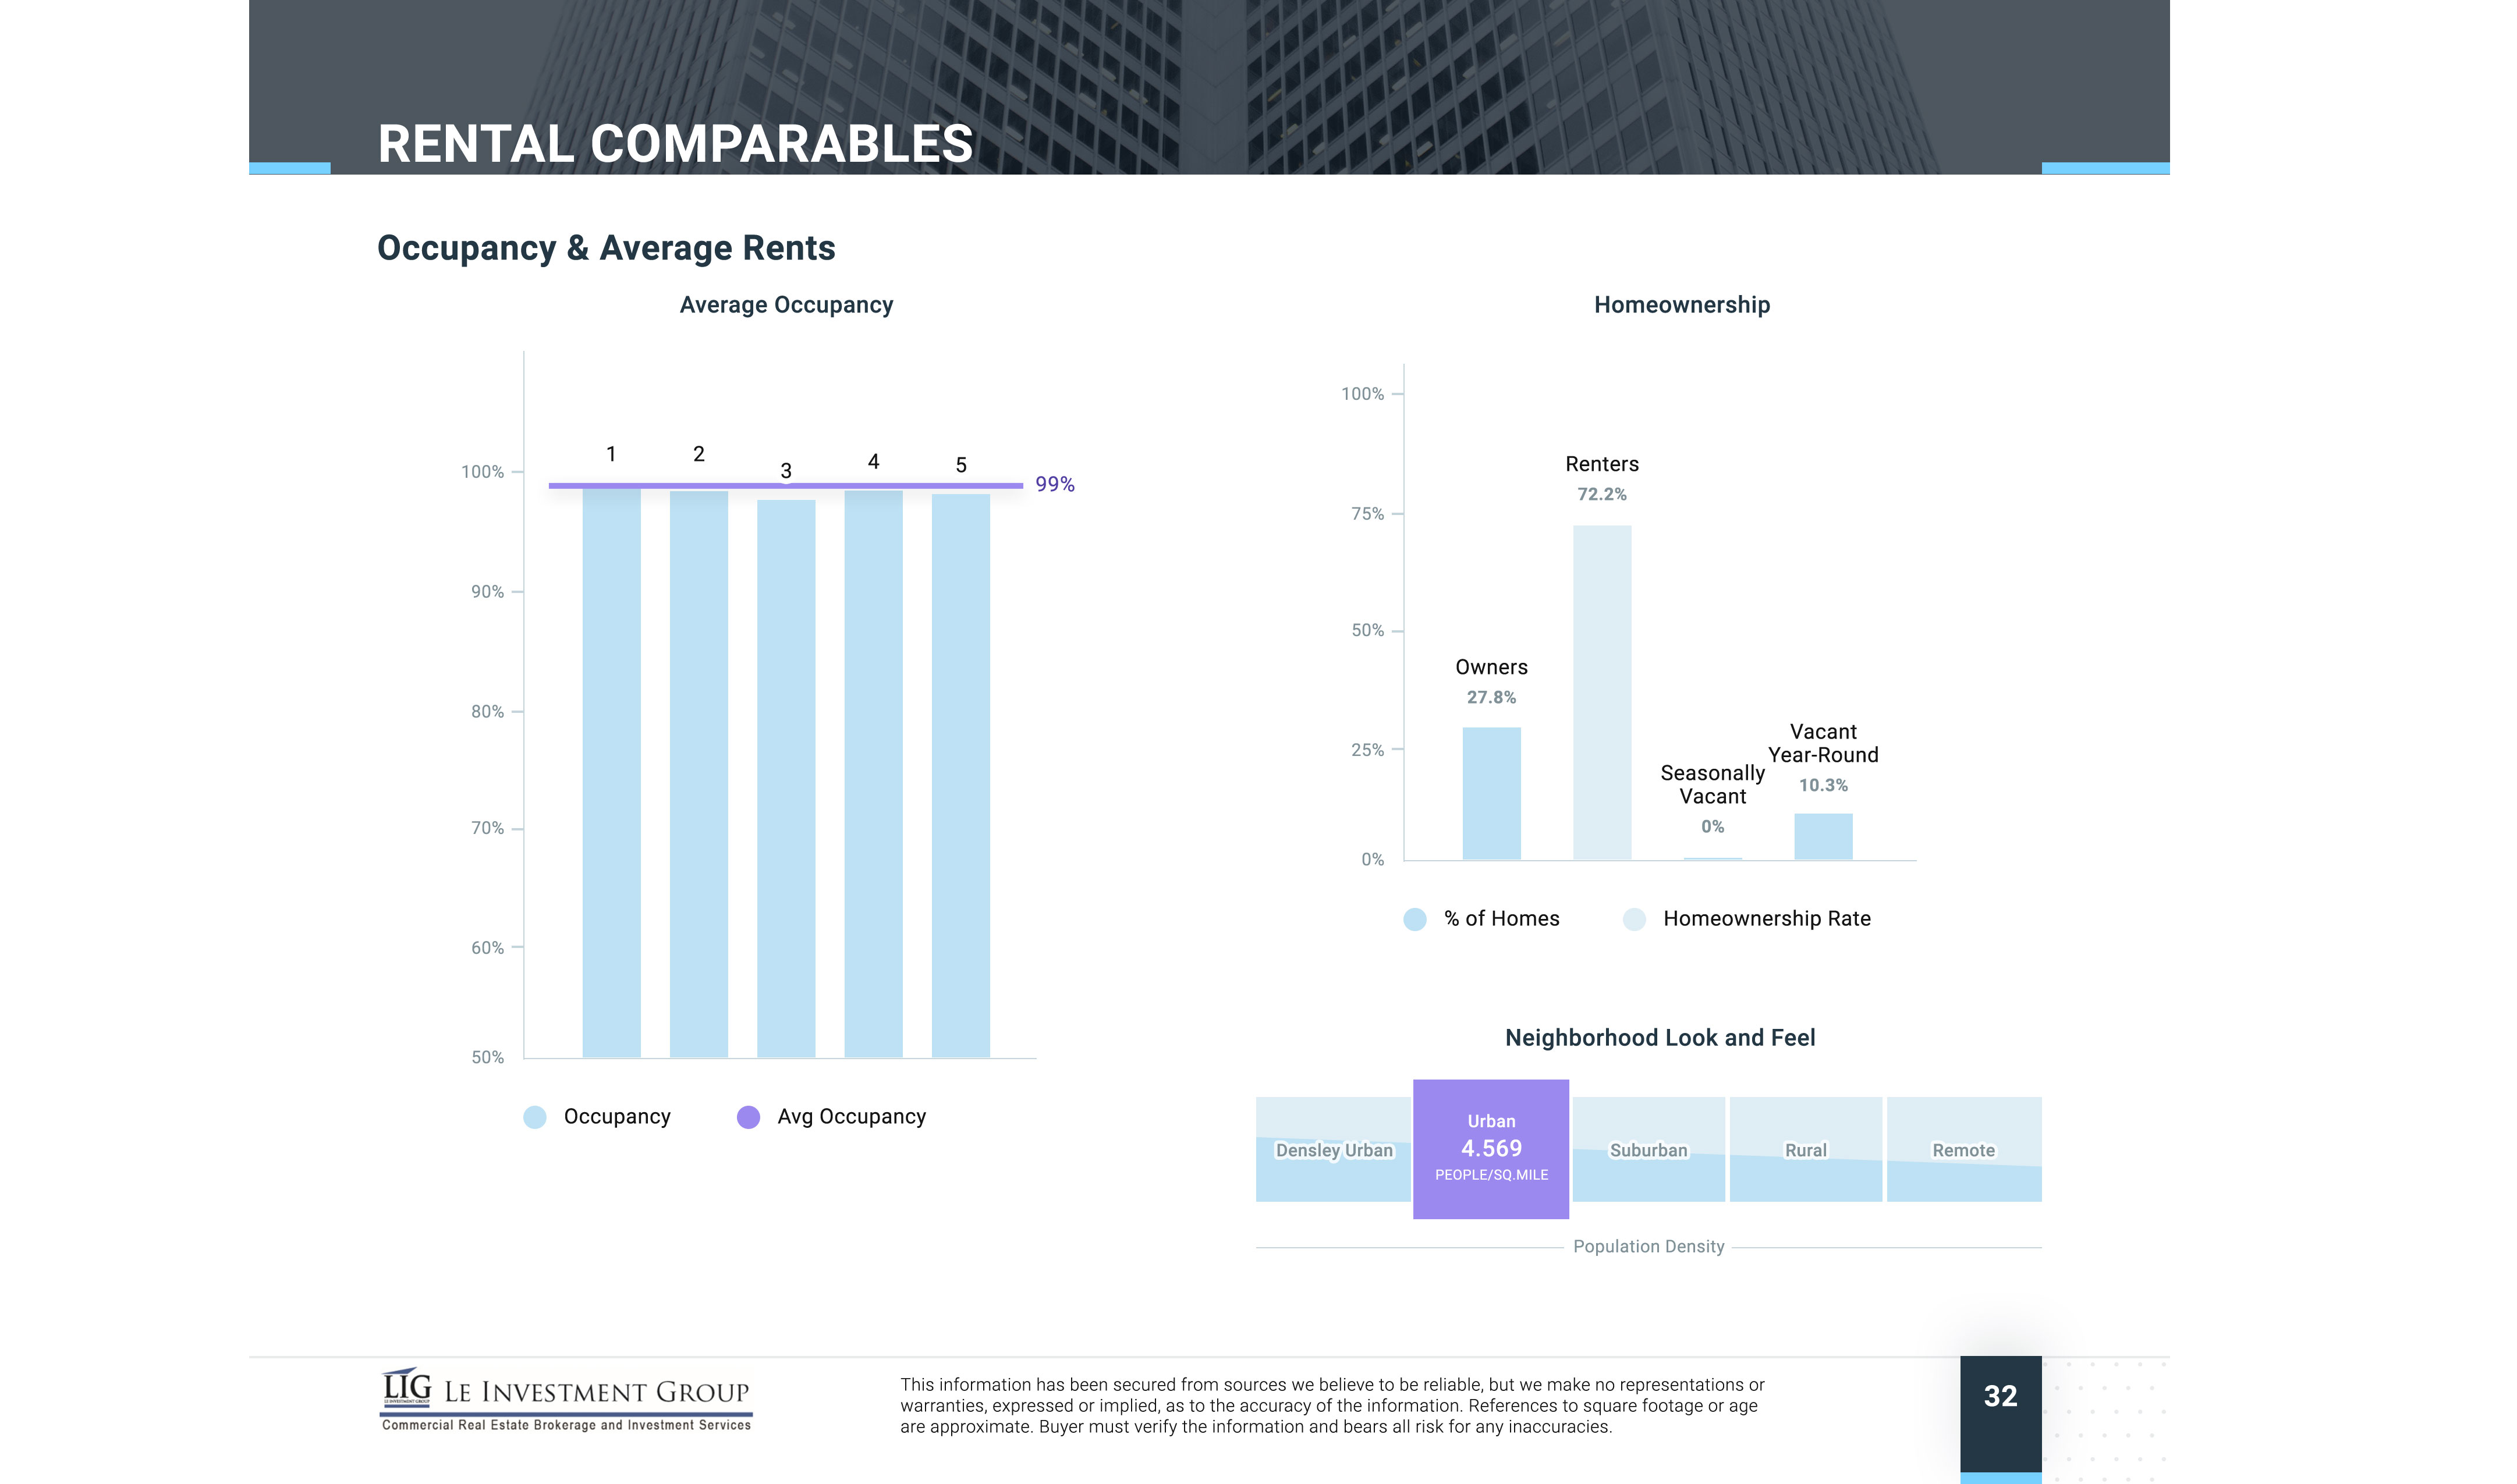 RENTAL COMPARABLES
Occupancy & Average Rents
Average Occupancy
100%
90%
80%
70%
60%
50%
1
2
3
4
5
99%
Occupancy
Avg Occupancy
Homeownership
100%
75%
50%
25%
0%
Owners
27.8%
Renters
72.2%
Seasonally
Vacant
0%
Vacant
Year-Round
10.3%
% of Homes
Homeownership Rate
Neighborhood Look and Feel
Densley Urban
Urban
4.569
PEOPLE/SQ.MILE
Suburban
Rural
Remote
Population Density
LIG
LE INVESTMENT GROUP
LE INVESTMENT GROUP
Commercial Real Estate Brokerage and Investment Services
This information has been secured from sources we believe to be reliable, but we make no representations or
warranties, expressed or implied, as to the accuracy of the information. References to square footage or age
are approximate. Buyer must verify the information and bears all risk for any inaccuracies.
32